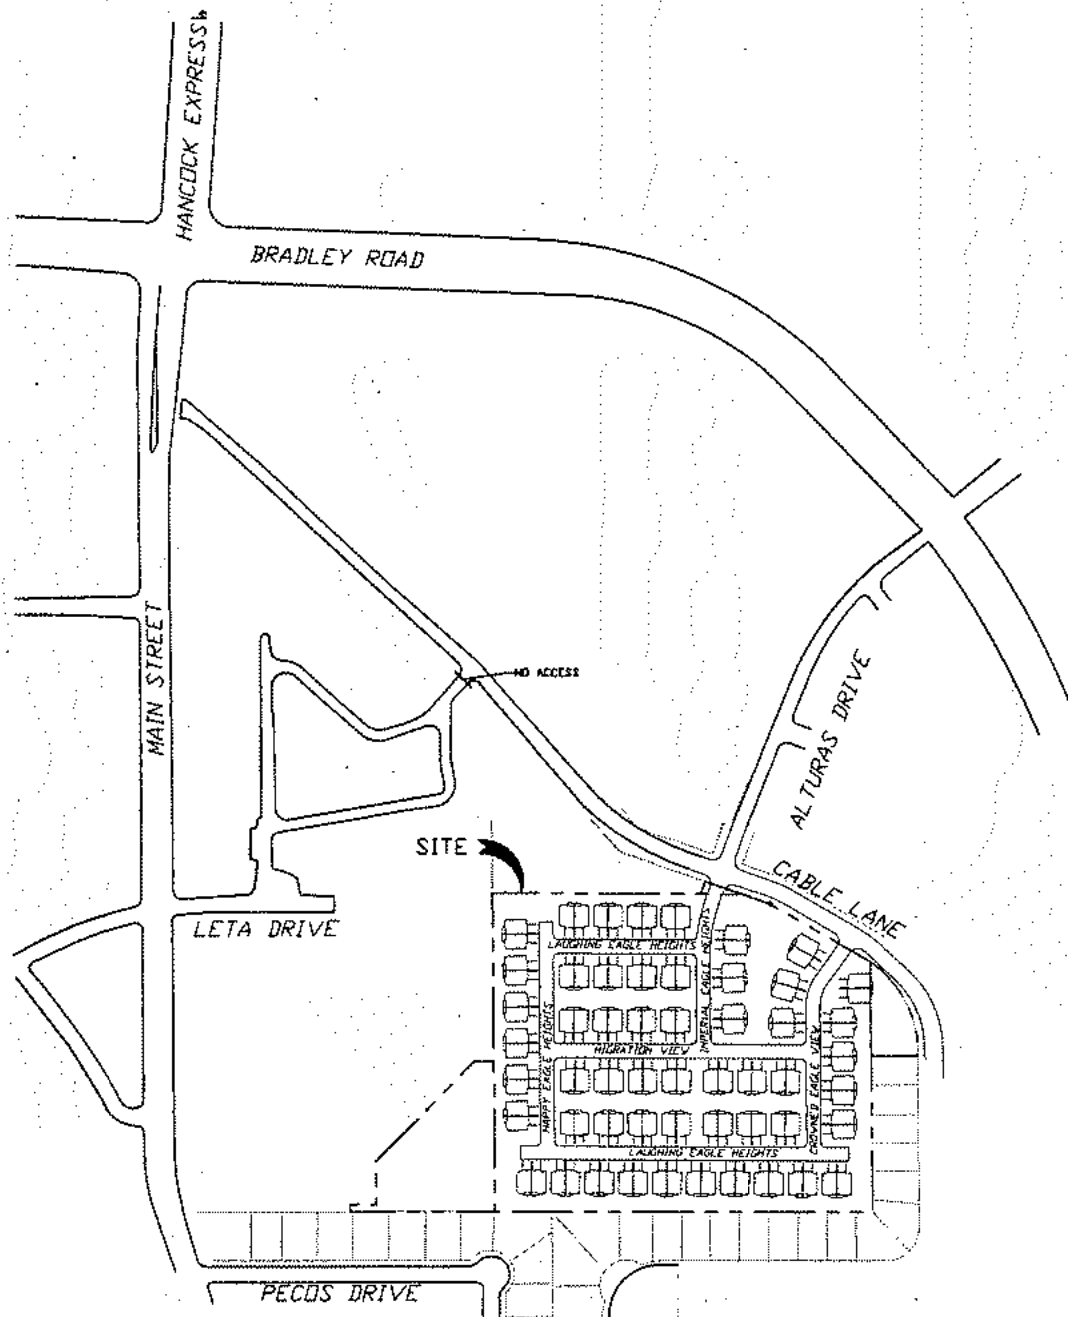 HANCOCK EXPRESSW
BRADLEY ROAD
MAIN STREET
NO ACCESS
ALTURAS DRIVE
SITE
CABLE LANE
LETA DRIVE
LAUGHING EAGLE HEIGHTS
IMPERIAL EAGLE HEIGHTS
HAPPY EAGLE HEIGHTS
MIGRATION VIEW
CROWNED EAGLE VIEW
LAUGHING EAGLE HEIGHTS
PECOS DRIVE